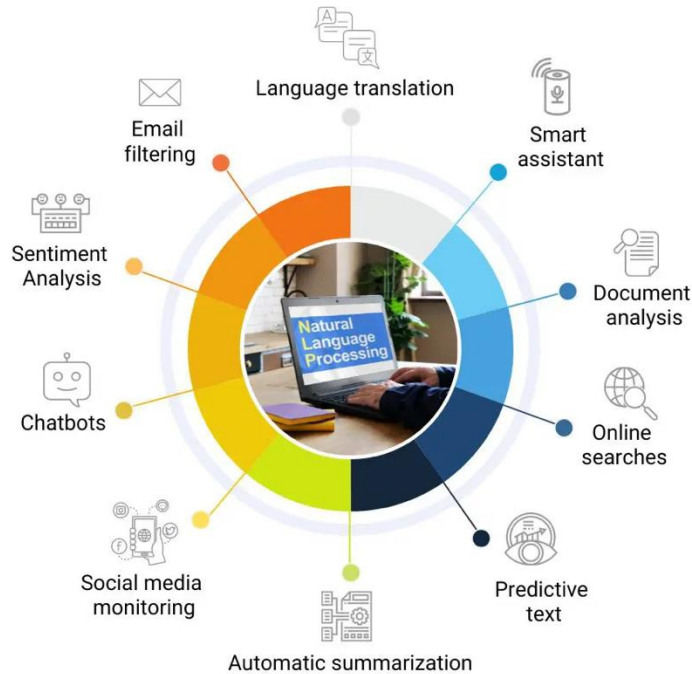 Language translation
Smart
assistant
Document
analysis
Online
searches
Predictive
text
Automatic summarization
Social media
monitoring
Chatbots
Sentiment
Analysis
Email
filtering
Natural
Language
Processing